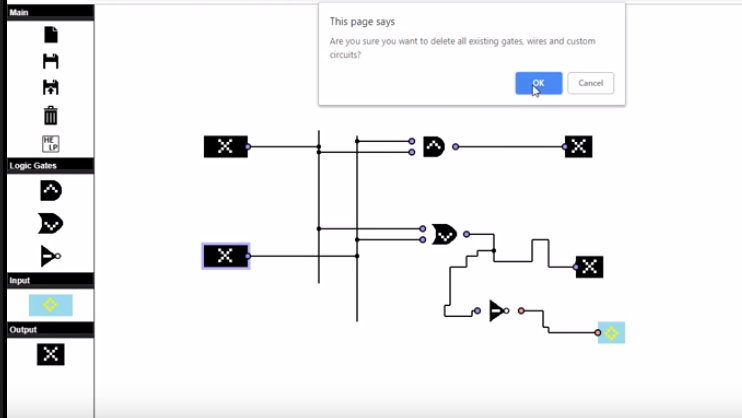 Main
This page says
Are you sure you want to delete all existing gates, wires and custom
circuits?
OK
Cancel
HE
LP
Logic Gates
Input
Output